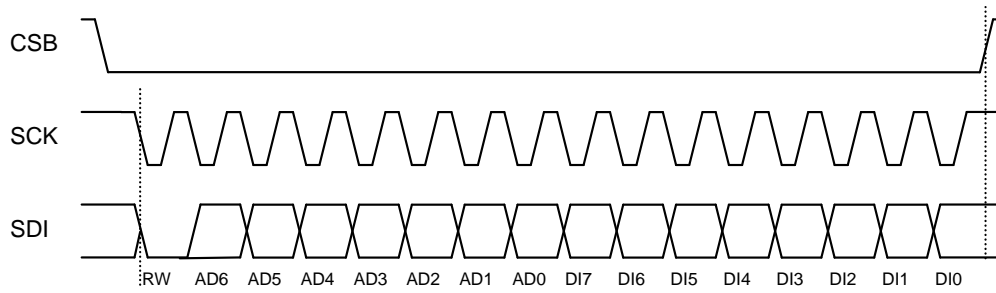 CSB
SCK
SDI
RW AD6 AD5 AD4 AD3 AD2 AD1 AD0 DI7 DI6 DI5 DI4 DI3 DI2 DI1 DI0